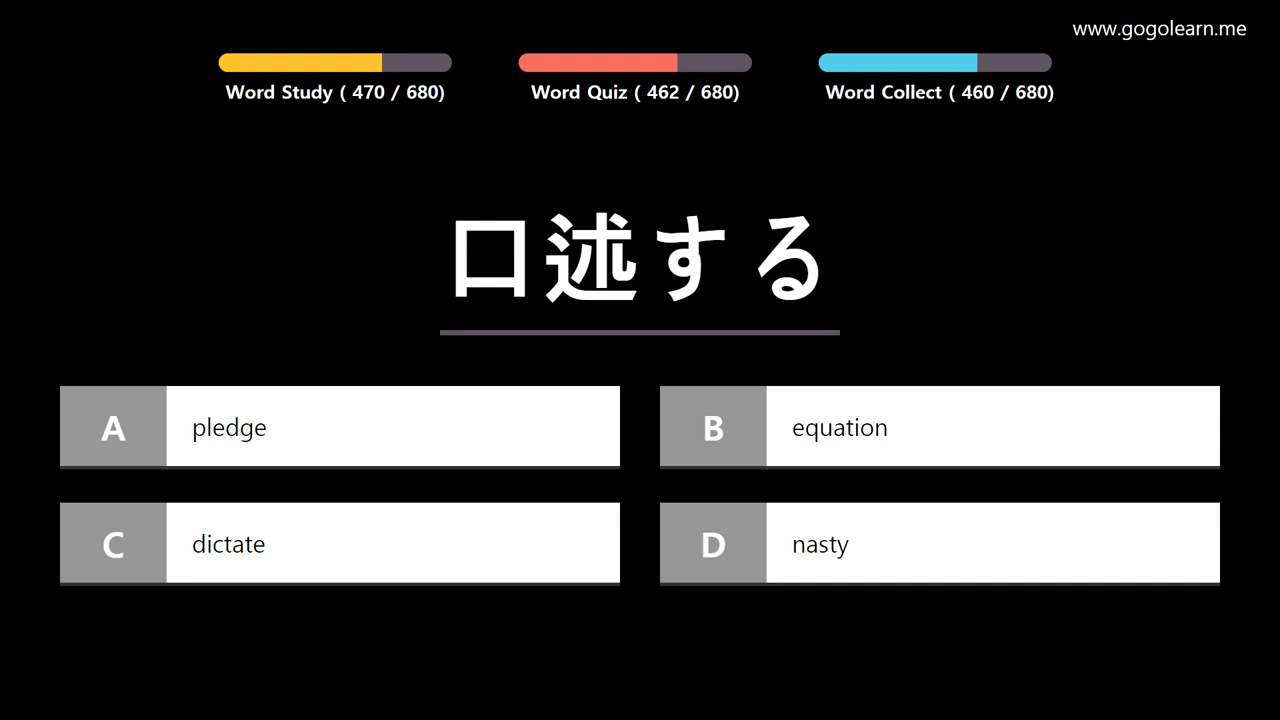 www.gogolearn.me
Word Study ( 470 / 680)
Word Quiz ( 462 / 680)
Word Collect ( 460 / 680)
口述する
A pledge
B equation
C dictate
D nasty